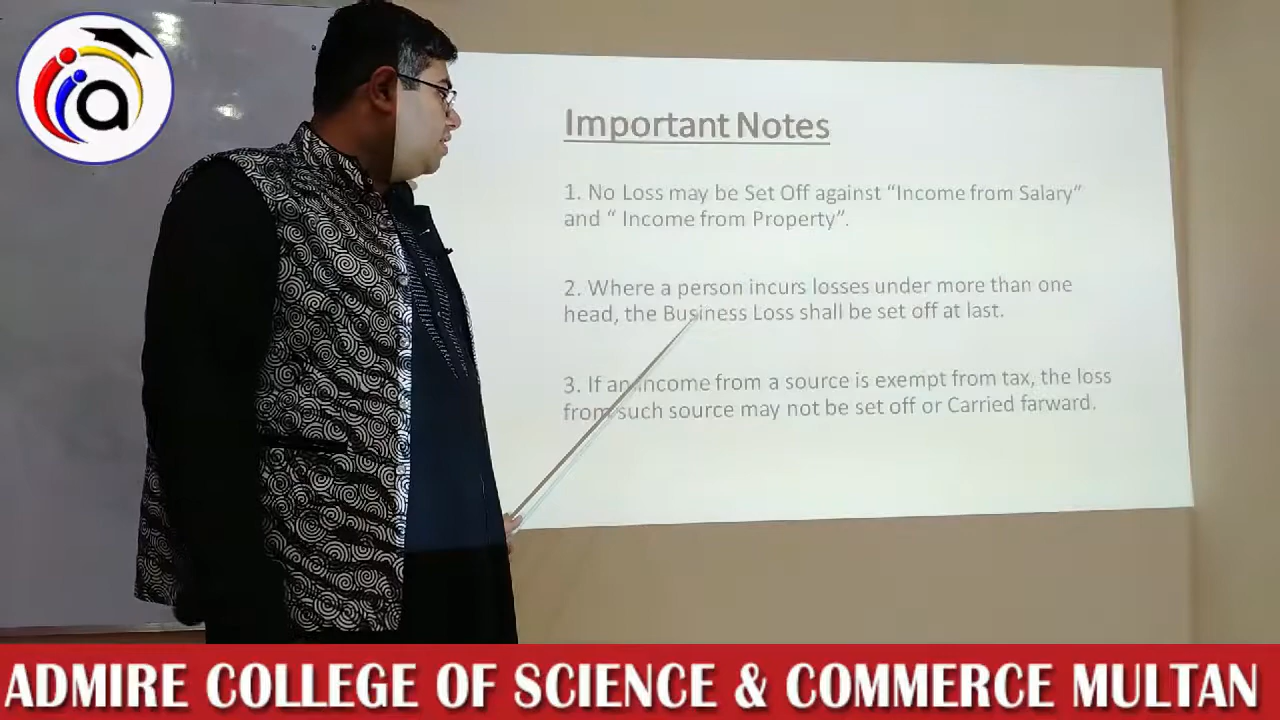 a
Important Notes
1. No Loss may be Set Off against “Income from Salary”
and “ Income from Property”.
2. Where a person incurs losses under more than one
head, the Business Loss shall be set off at last.
3. If an income from a source is exempt from tax, the loss
from such source may not be set off or Carried farward.
ADMIRE COLLEGE OF SCIENCE & COMMERCE MULTAN